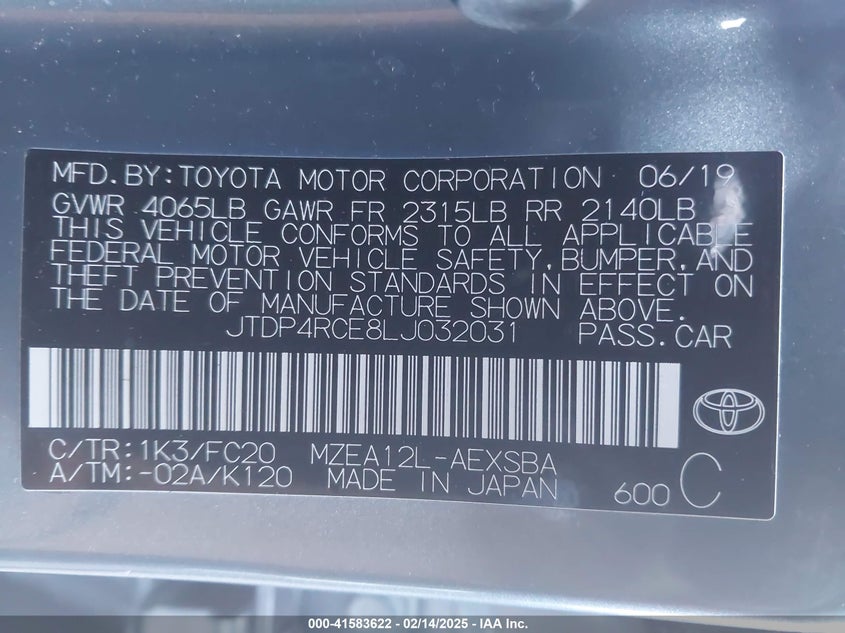 MFD.BY:TOYOTA MOTOR CORPORATION 06/19
GVWR 4065LB GAWR FR 2315LB RR 2140LB
THIS VEHICLE CONFORMS TO ALL APPLICABLE
FEDERAL MOTOR VEHICLE SAFETY,BUMPER,AND
THEFT PREVENTION STANDARDS IN EFFECT ON
THE DATE OF MANUFACTURE SHOWN ABOVE.
JTDP4RCE8LJ032031 PASS.CAR
C/TR:1K3/FC20 MZEA12L-AEXSBA
A/TM:-02A/K120 MADE IN JAPAN 600 C
000-41583622 - 02/14/2025 - IAA Inc.